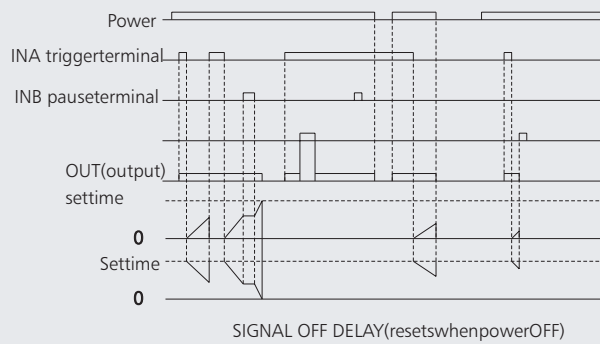 Power
INA triggerterminal
INB pauseterminal
OUT(output)
settime
0
Settime
0
SIGNAL OFF DELAY(resetswhenpowerOFF)